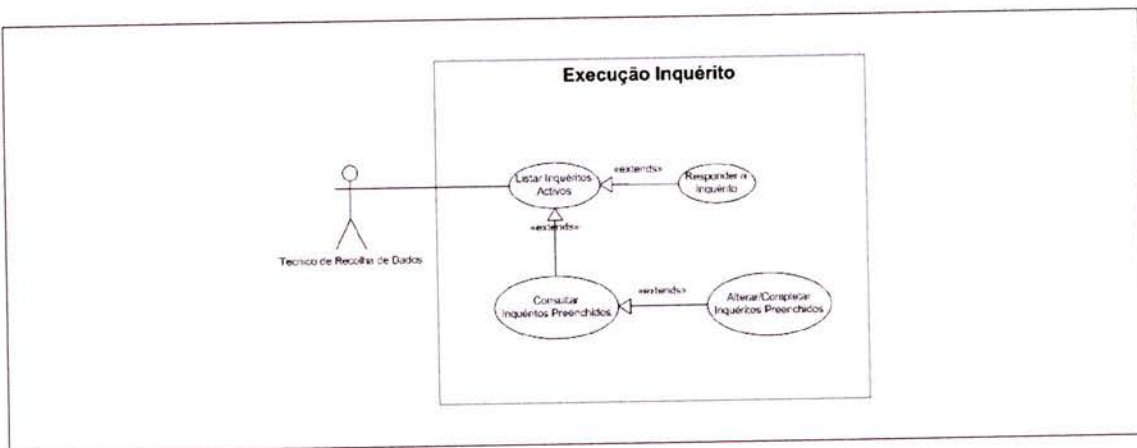 Execução Inquérito
Listar Inquéritos
Activos
«extends»
Responder a
Inquérito
«extends»
Tecnico de Recolha de Dados
Consultar
Inquéritos Preenchidos
«extends»
Alterar/Completar
Inquéritos Preenchidos